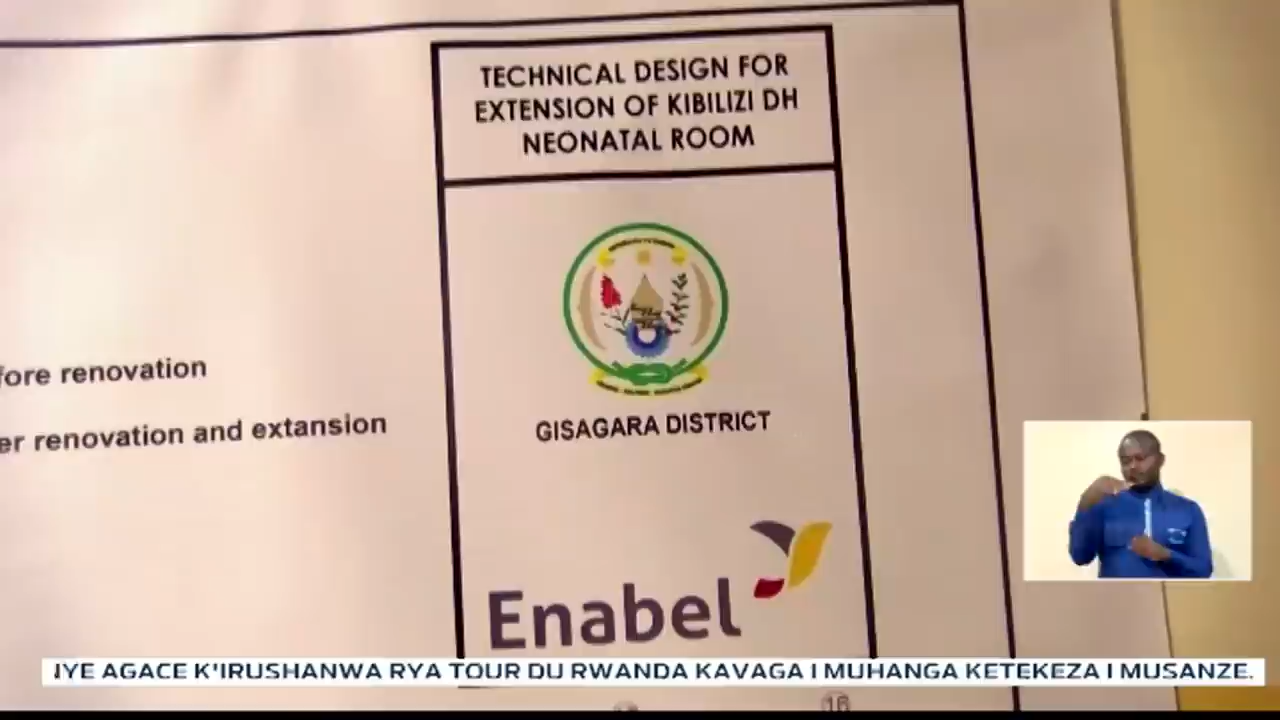 TECHNICAL DESIGN FOR
EXTENSION OF KIBILIZI DH
NEONATAL ROOM
fore renovation
er renovation and extansion
GISAGARA DISTRICT
Enabel
IYE AGACE K'IRUSHANWA RYA TOUR DU RWANDA KAVAGA I MUHANGA KETEKEZA I MUSANZE.
16